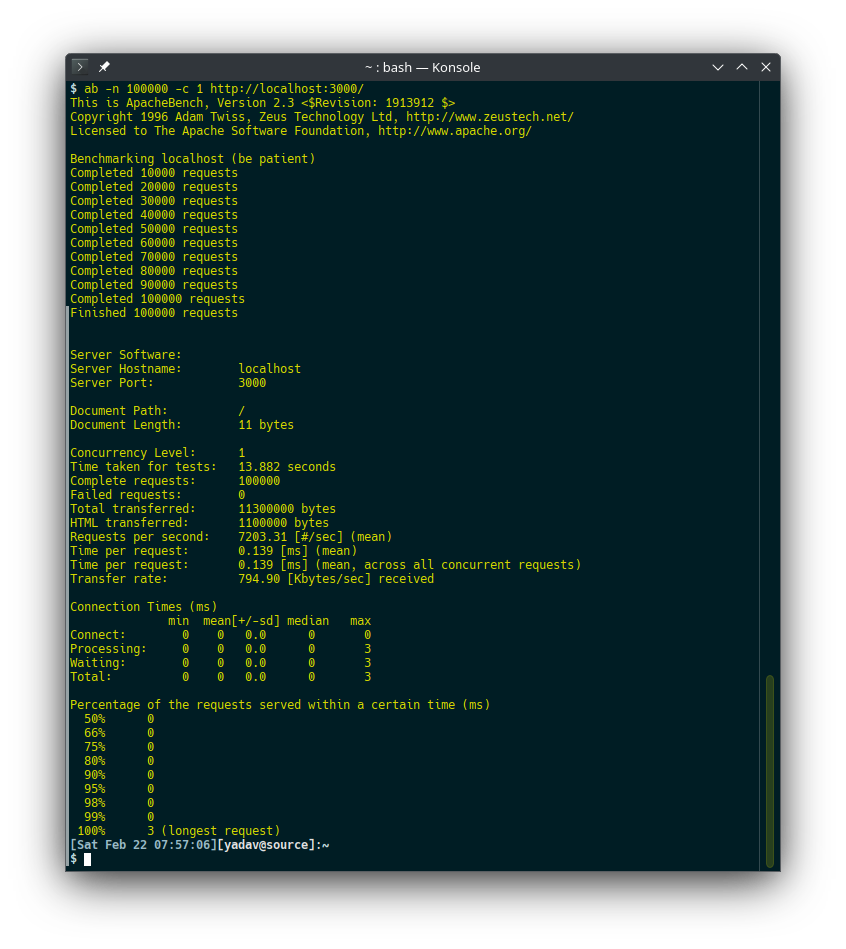 ~ : bash — Konsole
$ ab -n 100000 -c 1 http://localhost:3000/
This is ApacheBench, Version 2.3 <$Revision: 1913912 $>
Copyright 1996 Adam Twiss, Zeus Technology Ltd, http://www.zeustech.net/
Licensed to The Apache Software Foundation, http://www.apache.org/

Benchmarking localhost (be patient)
Completed 10000 requests
Completed 20000 requests
Completed 30000 requests
Completed 40000 requests
Completed 50000 requests
Completed 60000 requests
Completed 70000 requests
Completed 80000 requests
Completed 90000 requests
Completed 100000 requests
Finished 100000 requests


Server Software:
Server Hostname:        localhost
Server Port:            3000

Document Path:          /
Document Length:        11 bytes

Concurrency Level:      1
Time taken for tests:   13.882 seconds
Complete requests:      100000
Failed requests:        0
Total transferred:      11300000 bytes
HTML transferred:       1100000 bytes
Requests per second:    7203.31 [#/sec] (mean)
Time per request:       0.139 [ms] (mean)
Time per request:       0.139 [ms] (mean, across all concurrent requests)
Transfer rate:          794.90 [Kbytes/sec] received

Connection Times (ms)
              min  mean[+/-sd] median   max
Connect:        0    0   0.0      0       0
Processing:     0    0   0.0      0       3
Waiting:        0    0   0.0      0       3
Total:          0    0   0.0      0       3

Percentage of the requests served within a certain time (ms)
  50%      0
  66%      0
  75%      0
  80%      0
  90%      0
  95%      0
  98%      0
  99%      0
 100%      3 (longest request)
[Sat Feb 22 07:57:06][yadav@source]:~
$